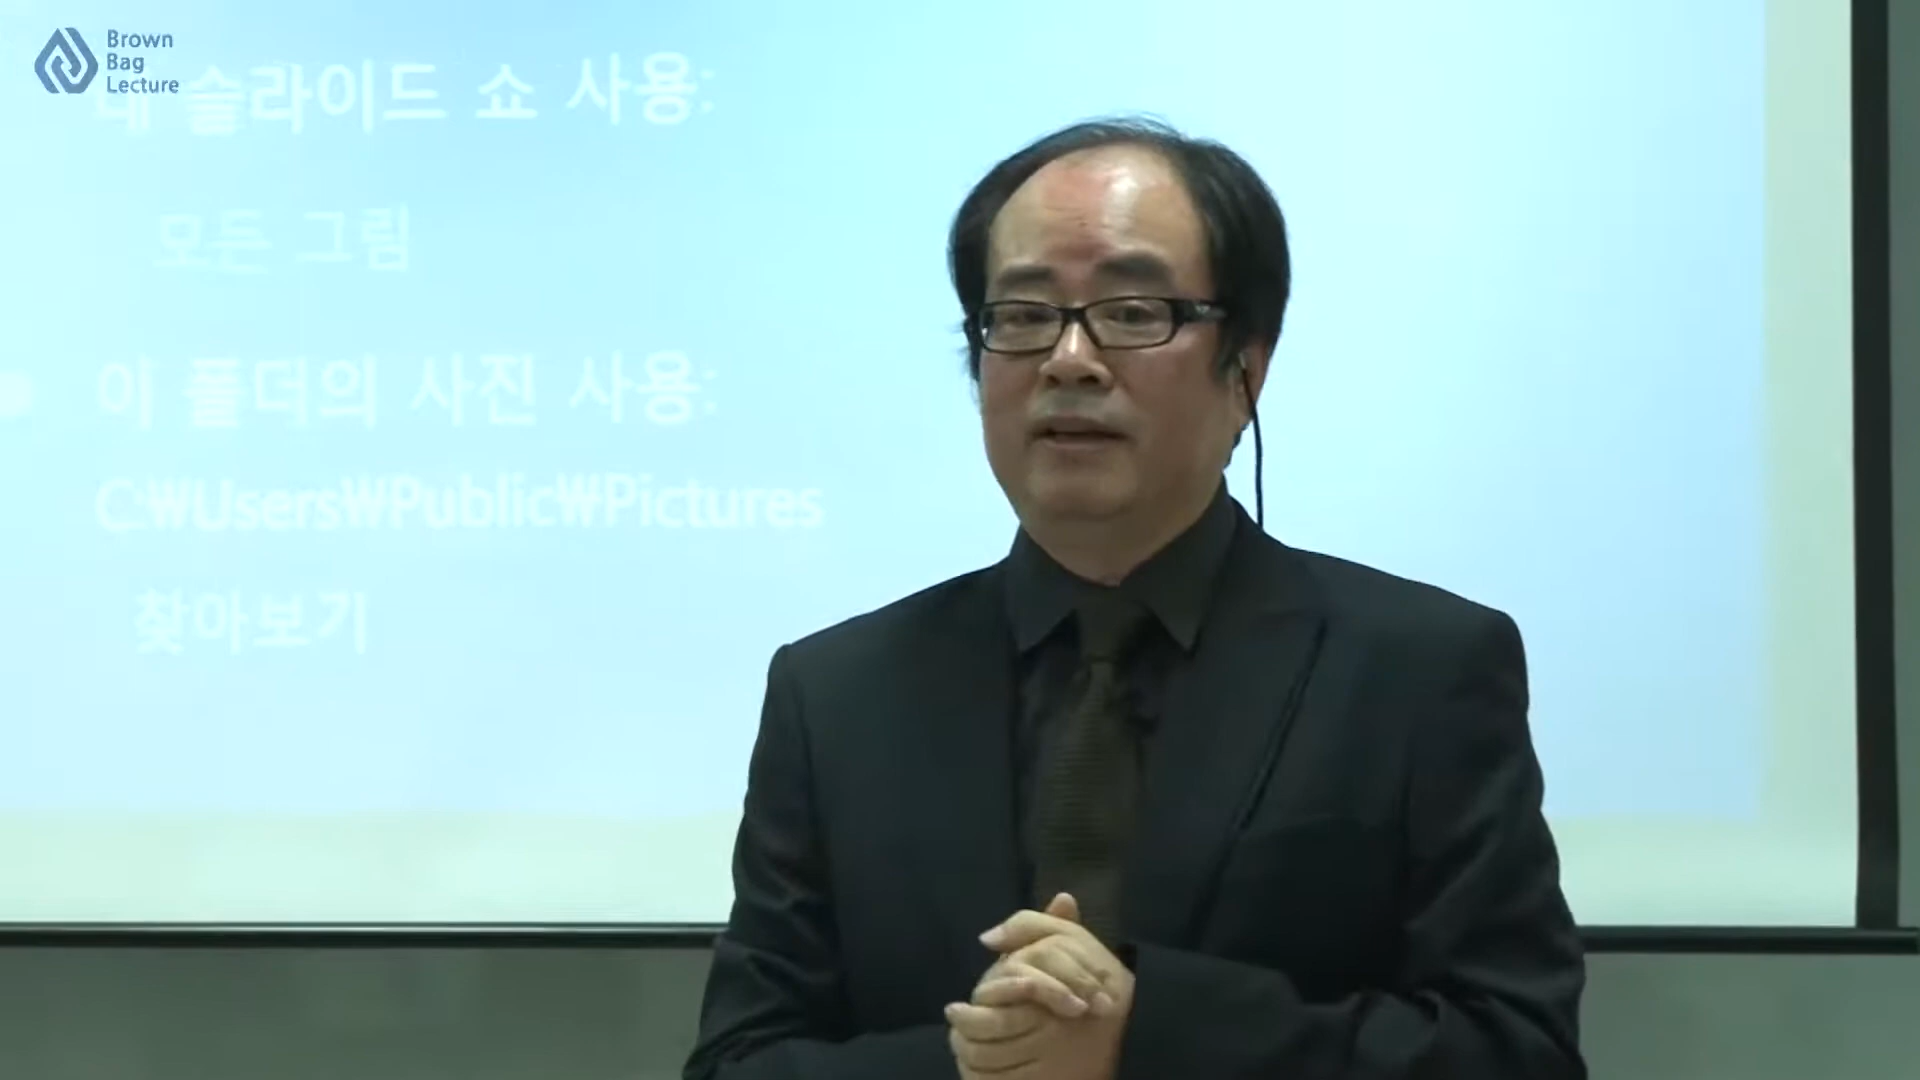 Brown
Bag
Lecture
내 슬라이드 쇼 사용:
모든 그림
이 폴더의 사진 사용:
C:₩Users₩Public₩Pictures
찾아보기